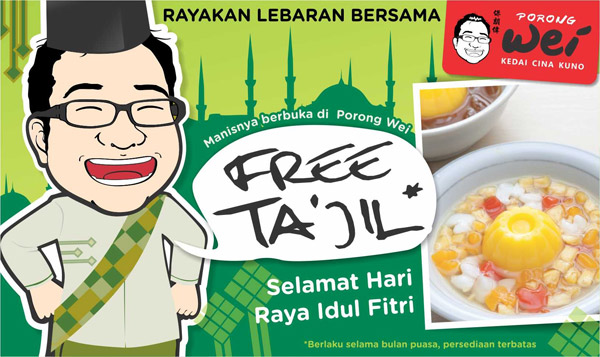 RAYAKAN LEBARAN BERSAMA
PORONG
wei
KEDAI CINA KUNO
Manisnya berbuka di Porong Wei
FREE
TA'JIL*
Selamat Hari
Raya Idul Fitri
*Berlaku selama bulan puasa, persediaan terbatas